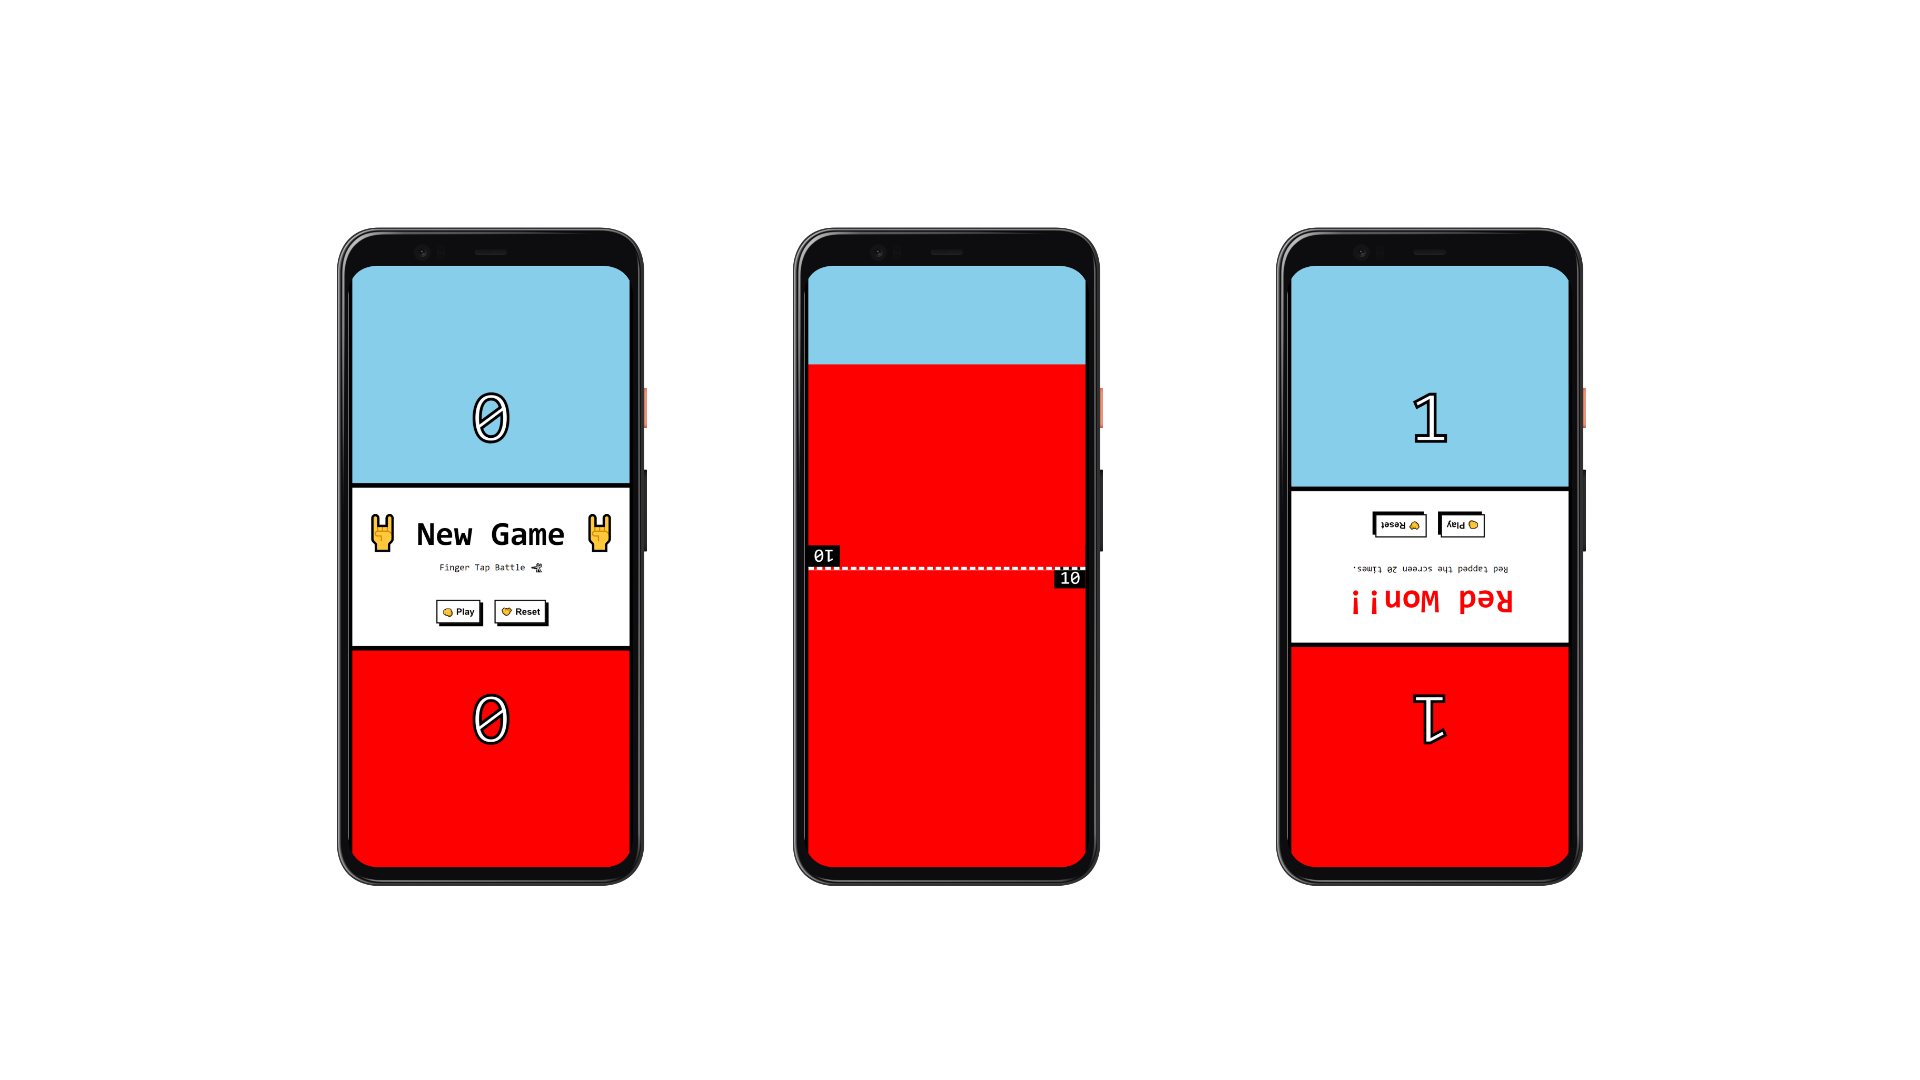 0
New Game
Finger Tap Battle
Play Reset
0
10
10
1
Red Won!!
Red tapped the screen 20 times.
Play Reset
1